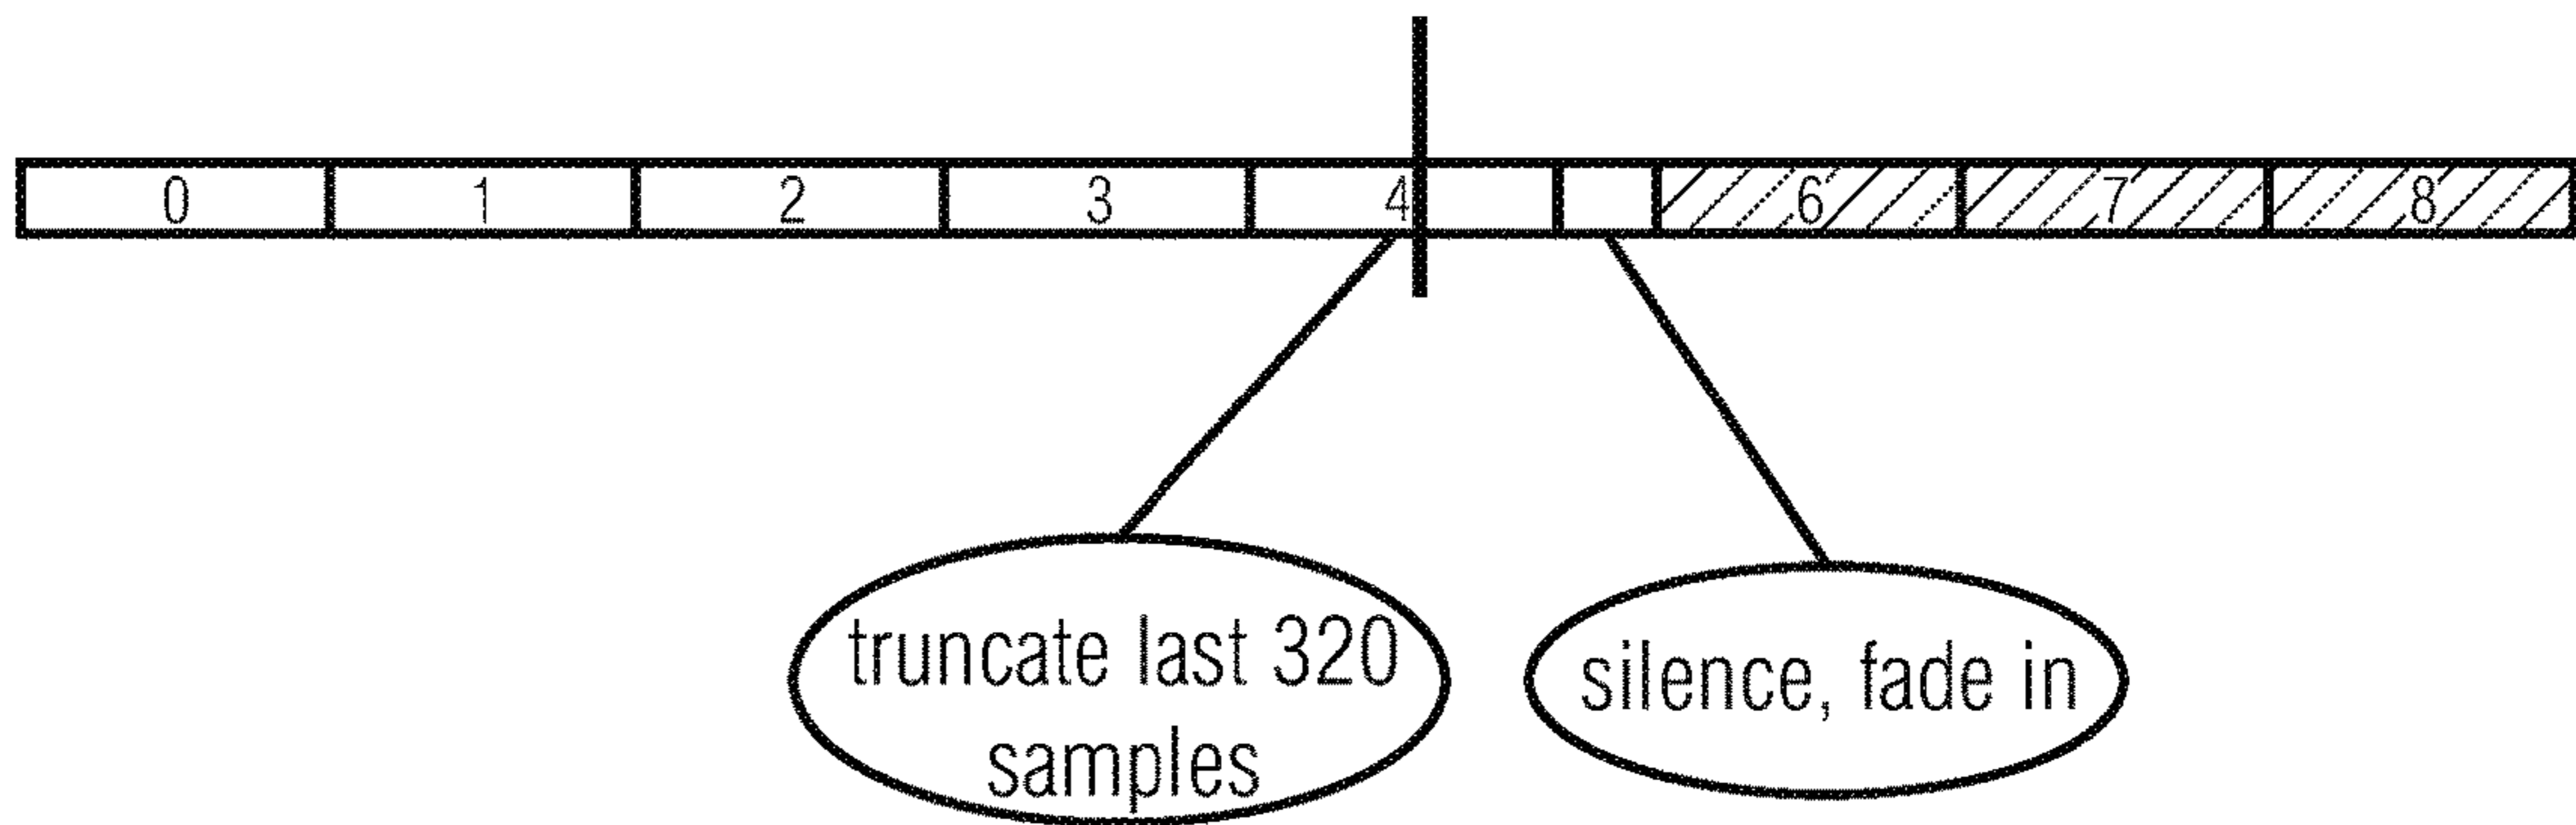 0 1 2 3 4 6 7 8
truncate last 320
samples
silence, fade in